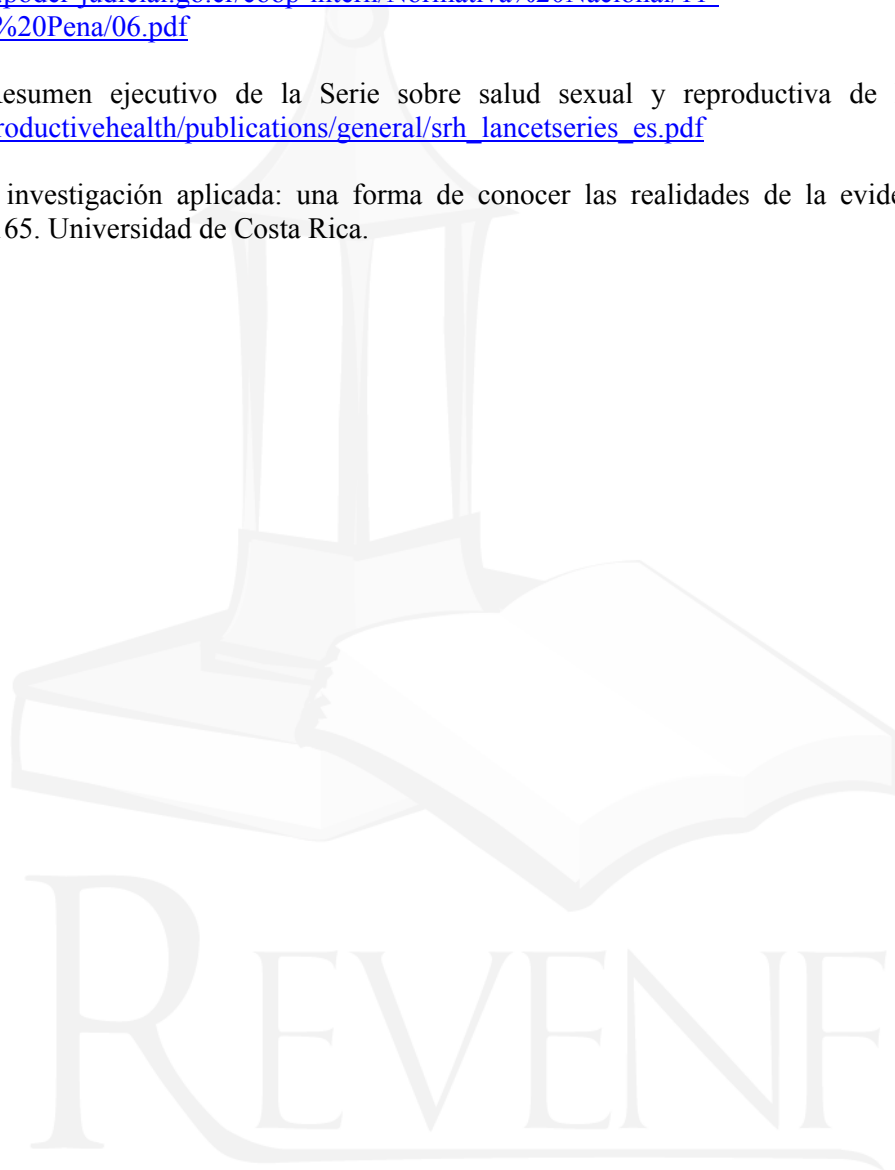 %20Pena/06.pdf
esumen ejecutivo de la Serie sobre salud sexual y reproductiva de
roductivehealth/publications/general/srh_lancetseries_es.pdf
investigación aplicada: una forma de conocer las realidades de la evide
65. Universidad de Costa Rica.
REVENF